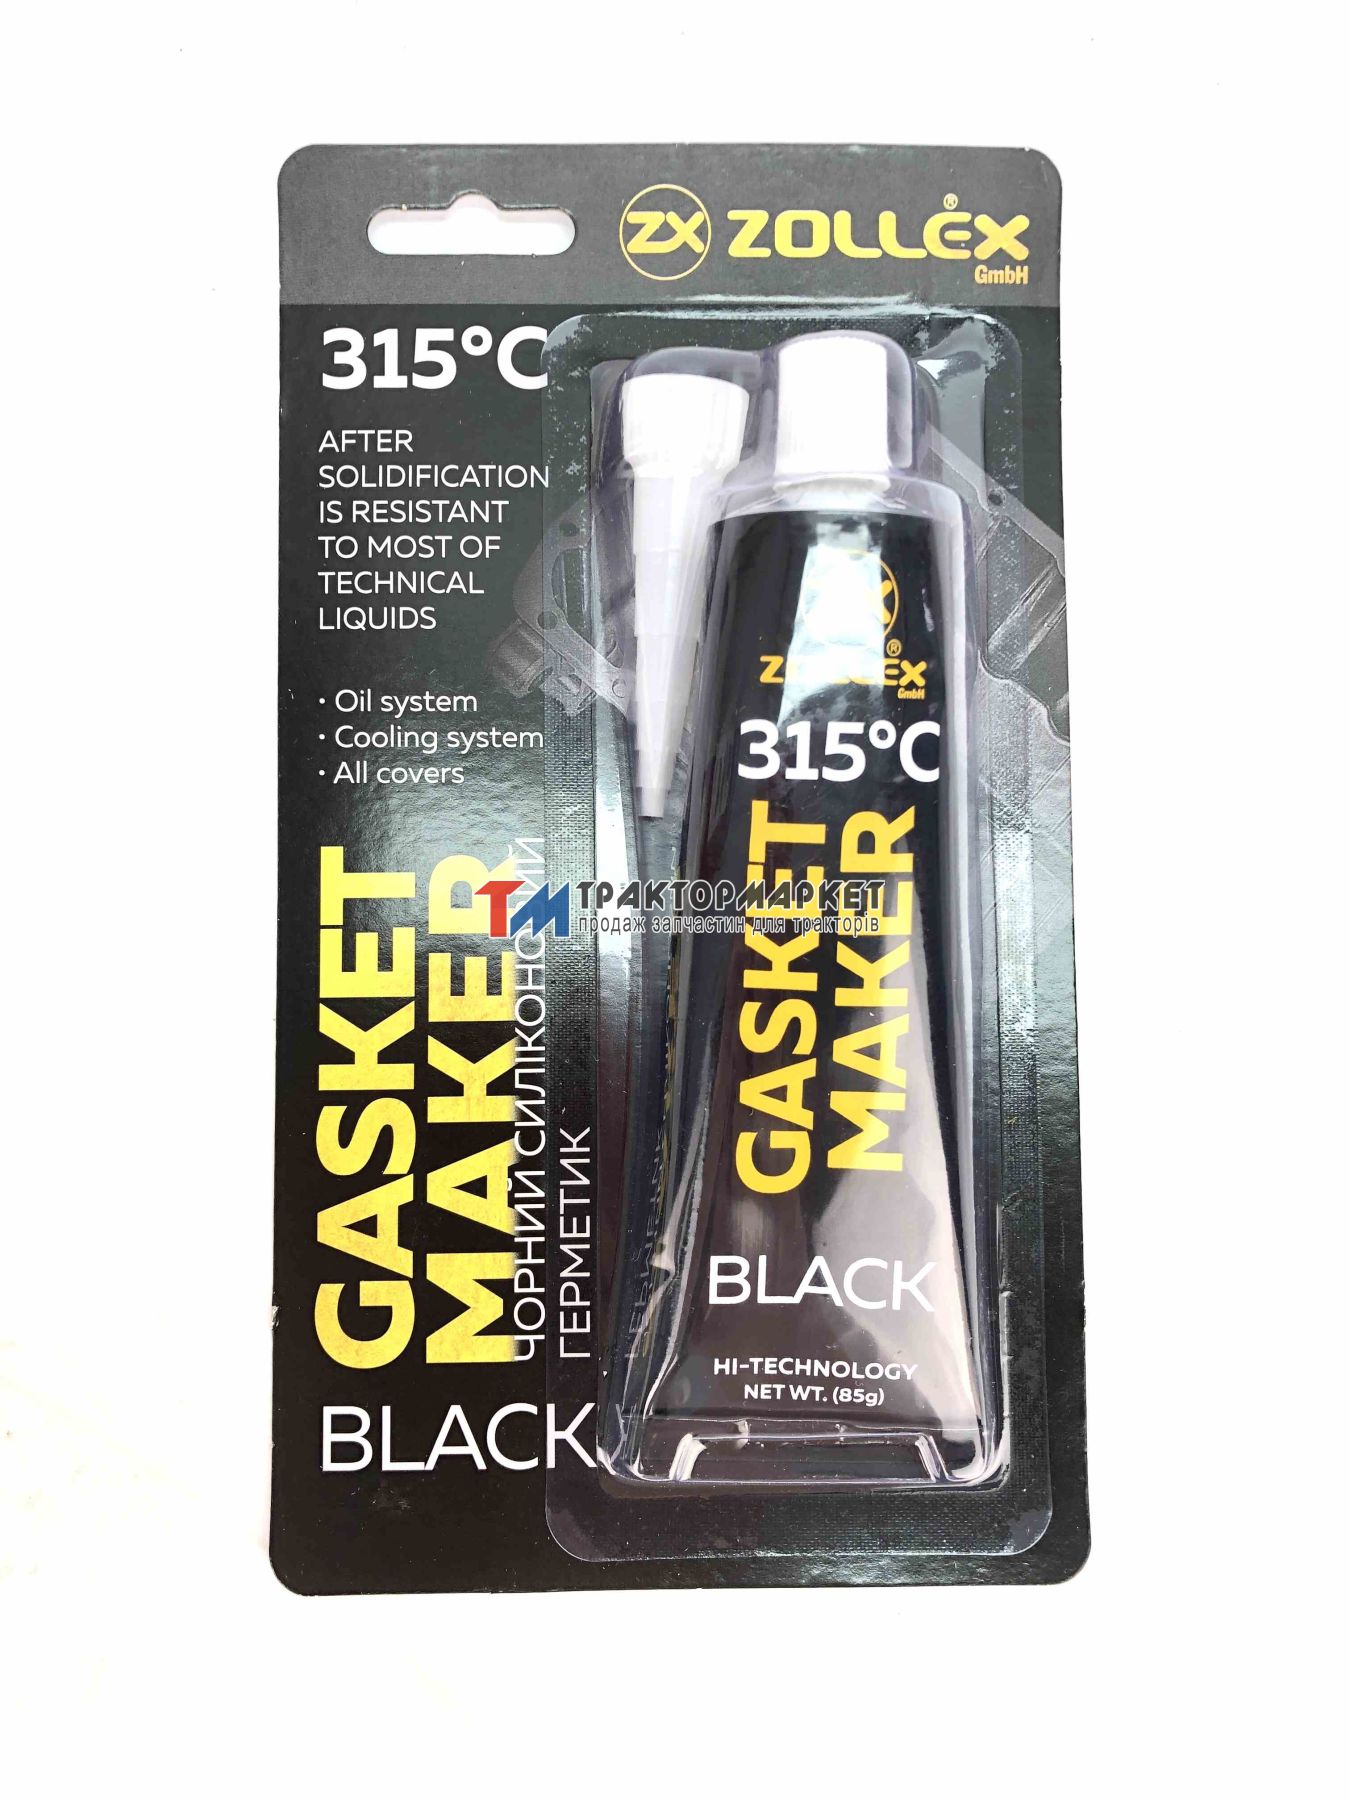 ZX ZOLLEX®
GmbH
315°C
AFTER
SOLIDIFICATION
IS RESISTANT
TO MOST OF
TECHNICAL
LIQUIDS
· Oil system
· Cooling system
· All covers
GASKET
MAKER
ЧОРНИЙ СИЛІКОНОВИЙ
ГЕРМЕТИК
BLACK
ZOLLEX®
GmbH
315°C
GASKET
MAKER
BLACK
HI-TECHNOLOGY
NET WT. (85g)
ТМ ТРАКТОРМАРКЕТ
продаж запчастин для тракторів